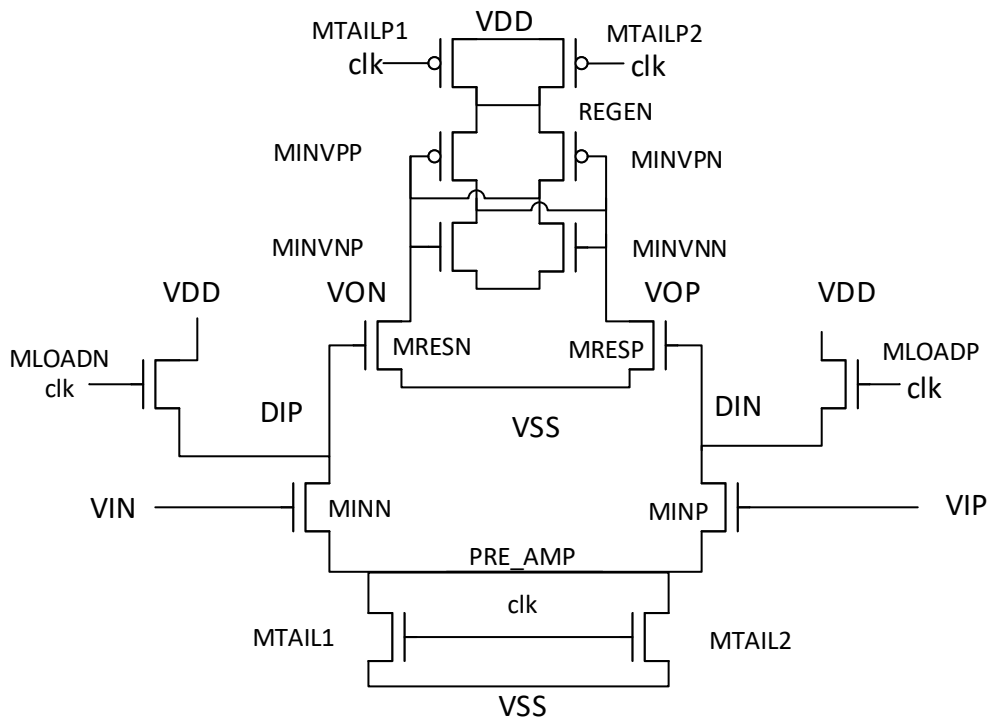 VDD
MTAILP1
MTAILP2
clk
clk
REGEN
MINVPP
MINVPN
MINVNP
MINVNN
VDD
VON
VOP
VDD
MLOADN
clk
MRESN
MRESP
MLOADP
clk
DIP
DIN
VSS
VIN
MINN
MINP
VIP
PRE_AMP
clk
MTAIL1
MTAIL2
VSS